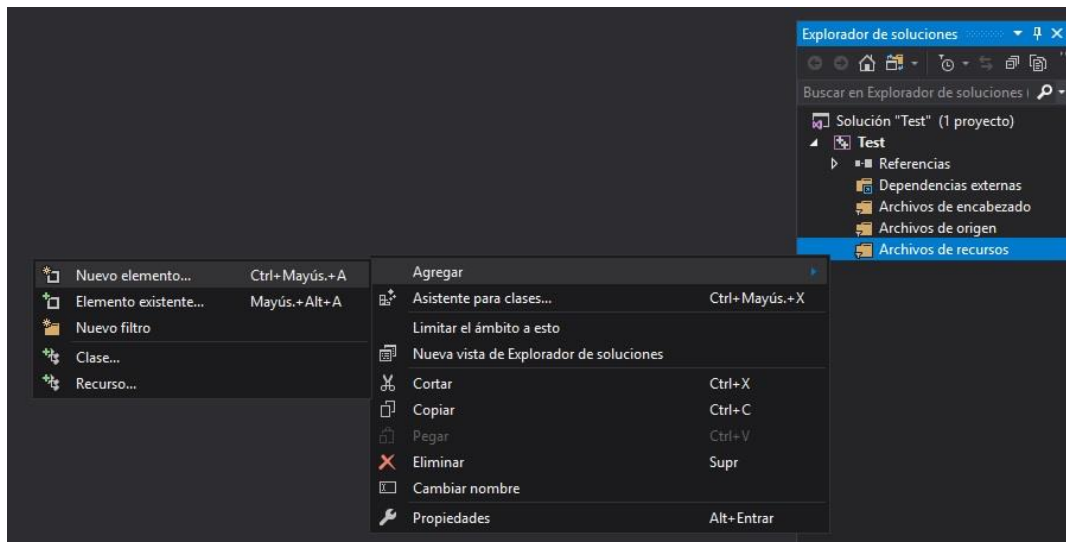 Explorador de soluciones
Buscar en Explorador de soluciones (
Solución "Test" (1 proyecto)
Test
Referencias
Dependencias externas
Archivos de encabezado
Archivos de origen
Archivos de recursos
Nuevo elemento... Ctrl+Mayús.+A
Elemento existente... Mayús.+Alt+A
Nuevo filtro
Clase...
Recurso...
Agregar
Asistente para clases... Ctrl+Mayús.+X
Limitar el ámbito a esto
Nueva vista de Explorador de soluciones
Cortar Ctrl+X
Copiar Ctrl+C
Pegar Ctrl+V
Eliminar Supr
Cambiar nombre
Propiedades Alt+Entrar